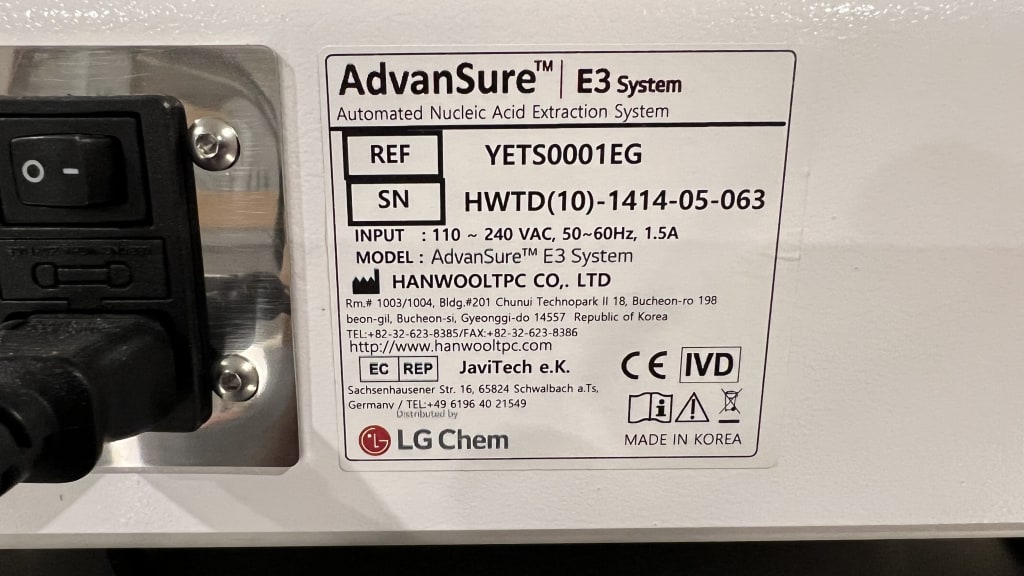 AdvanSure™ | E3 System
Automated Nucleic Acid Extraction System
REF YETS0001EG
SN HWTD(10)-1414-05-063
INPUT : 110 ~ 240 VAC, 50~60Hz, 1.5A
MODEL : AdvanSure™ E3 System
HANWOOLTPC CO,. LTD
Rm.# 1003/1004, Bldg.#201 Chunui Technopark II 18, Bucheon-ro 198
beon-gil, Bucheon-si, Gyeonggi-do 14557 Republic of Korea
TEL:+82-32-623-8385/FAX:+82-32-623-8386
http://www.hanwooltpc.com
EC REP JaviTech e.K.
CE IVD
Sachsenhausener Str. 16, 65824 Schwalbach a.Ts,
Germany / TEL:+49 6196 40 21549
Distributed by
LG Chem
MADE IN KOREA